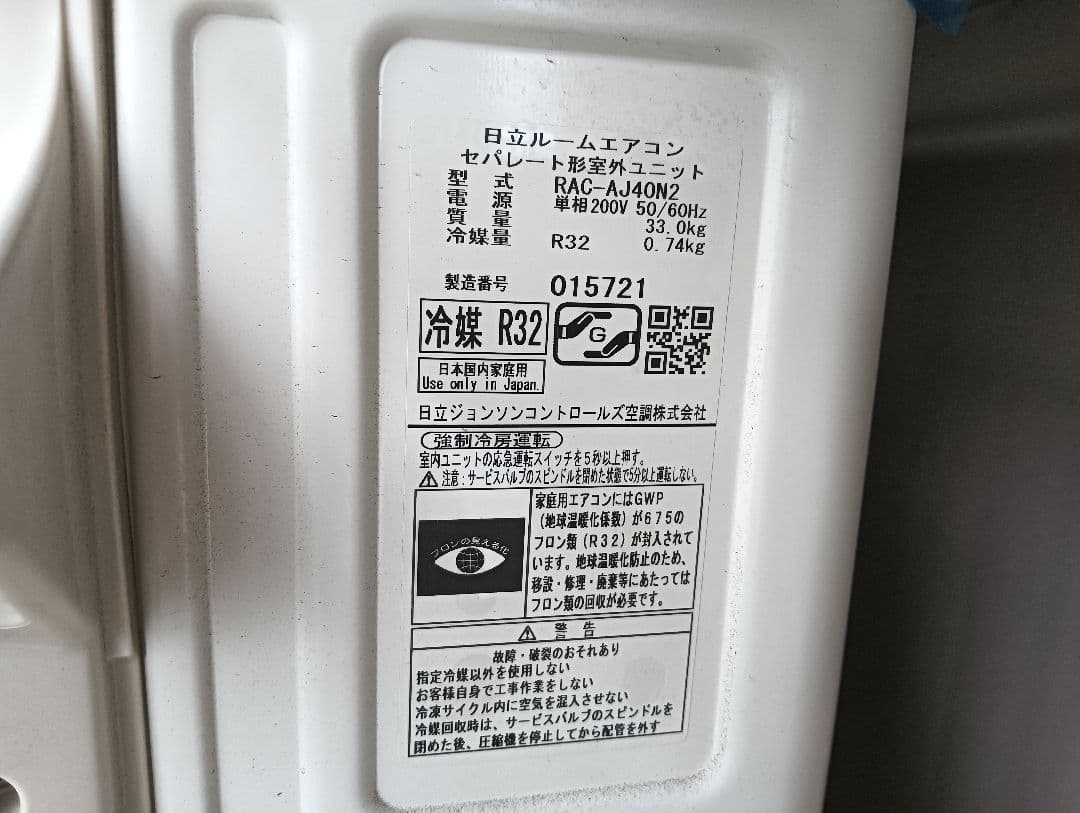 日立ルームエアコン
セパレート形室外ユニット
型 式 RAC-AJ40N2
電 源 単相200V 50/60Hz
質 量 33.0kg
冷媒量 R32 0.74kg
製造番号 015721
冷媒 R32
G
日本国内家庭用
Use only in Japan.
日立ジョンソンコントロールズ空調株式会社
強制冷房運転
室内ユニットの応急運転スイッチを5秒以上押す。
注意:サービスバルブのスピンドルを閉めた状態で5分以上運転しない。
フロンの見える化
家庭用エアコンにはGWP
(地球温暖化係数)が675の
フロン類(R32)が封入されて
います。地球温暖化防止のため、
移設・修理・廃棄等にあたっては
フロン類の回収が必要です。
警 告
故障・破裂のおそれあり
指定冷媒以外を使用しない
お客様自身で工事作業をしない
冷凍サイクル内に空気を混入させない
冷媒回収時は、サービスバルブのスピンドルを
閉めた後、圧縮機を停止してから配管を外す